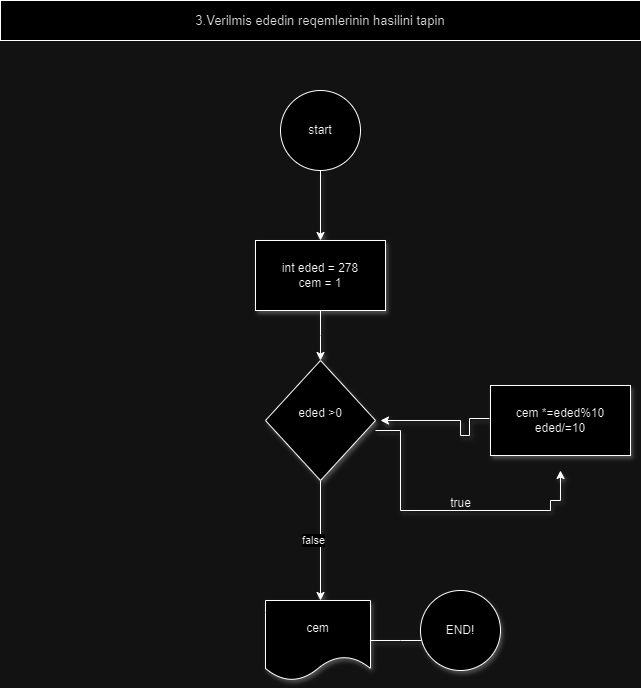 3.Verilmis ededin reqemlerinin hasilini tapin
start
int eded = 278
cem = 1
eded >0
cem *=eded%10
eded/=10
true
false
cem
END!